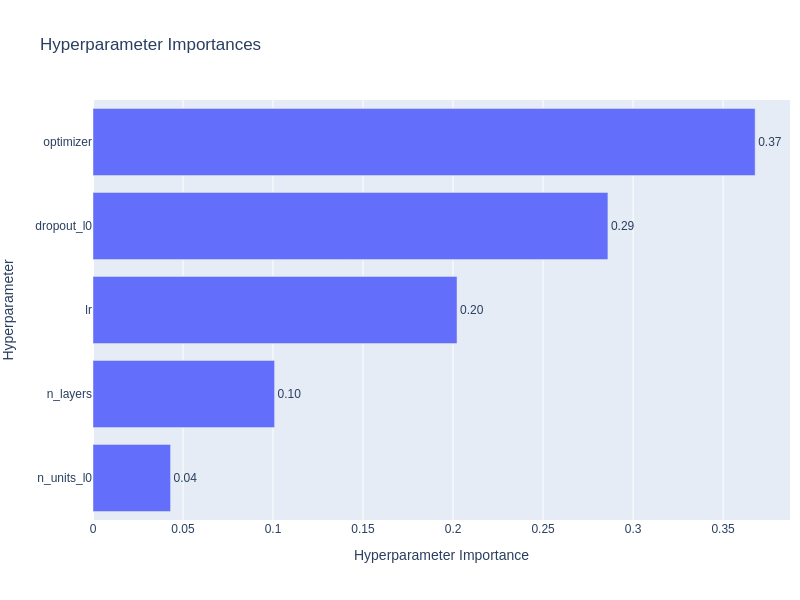 Hyperparameter Importances
Hyperparameter
optimizer
0.37
dropout_l0
0.29
lr
0.20
n_layers
0.10
n_units_l0
0.04
0
0.05
0.1
0.15
0.2
0.25
0.3
0.35
Hyperparameter Importance